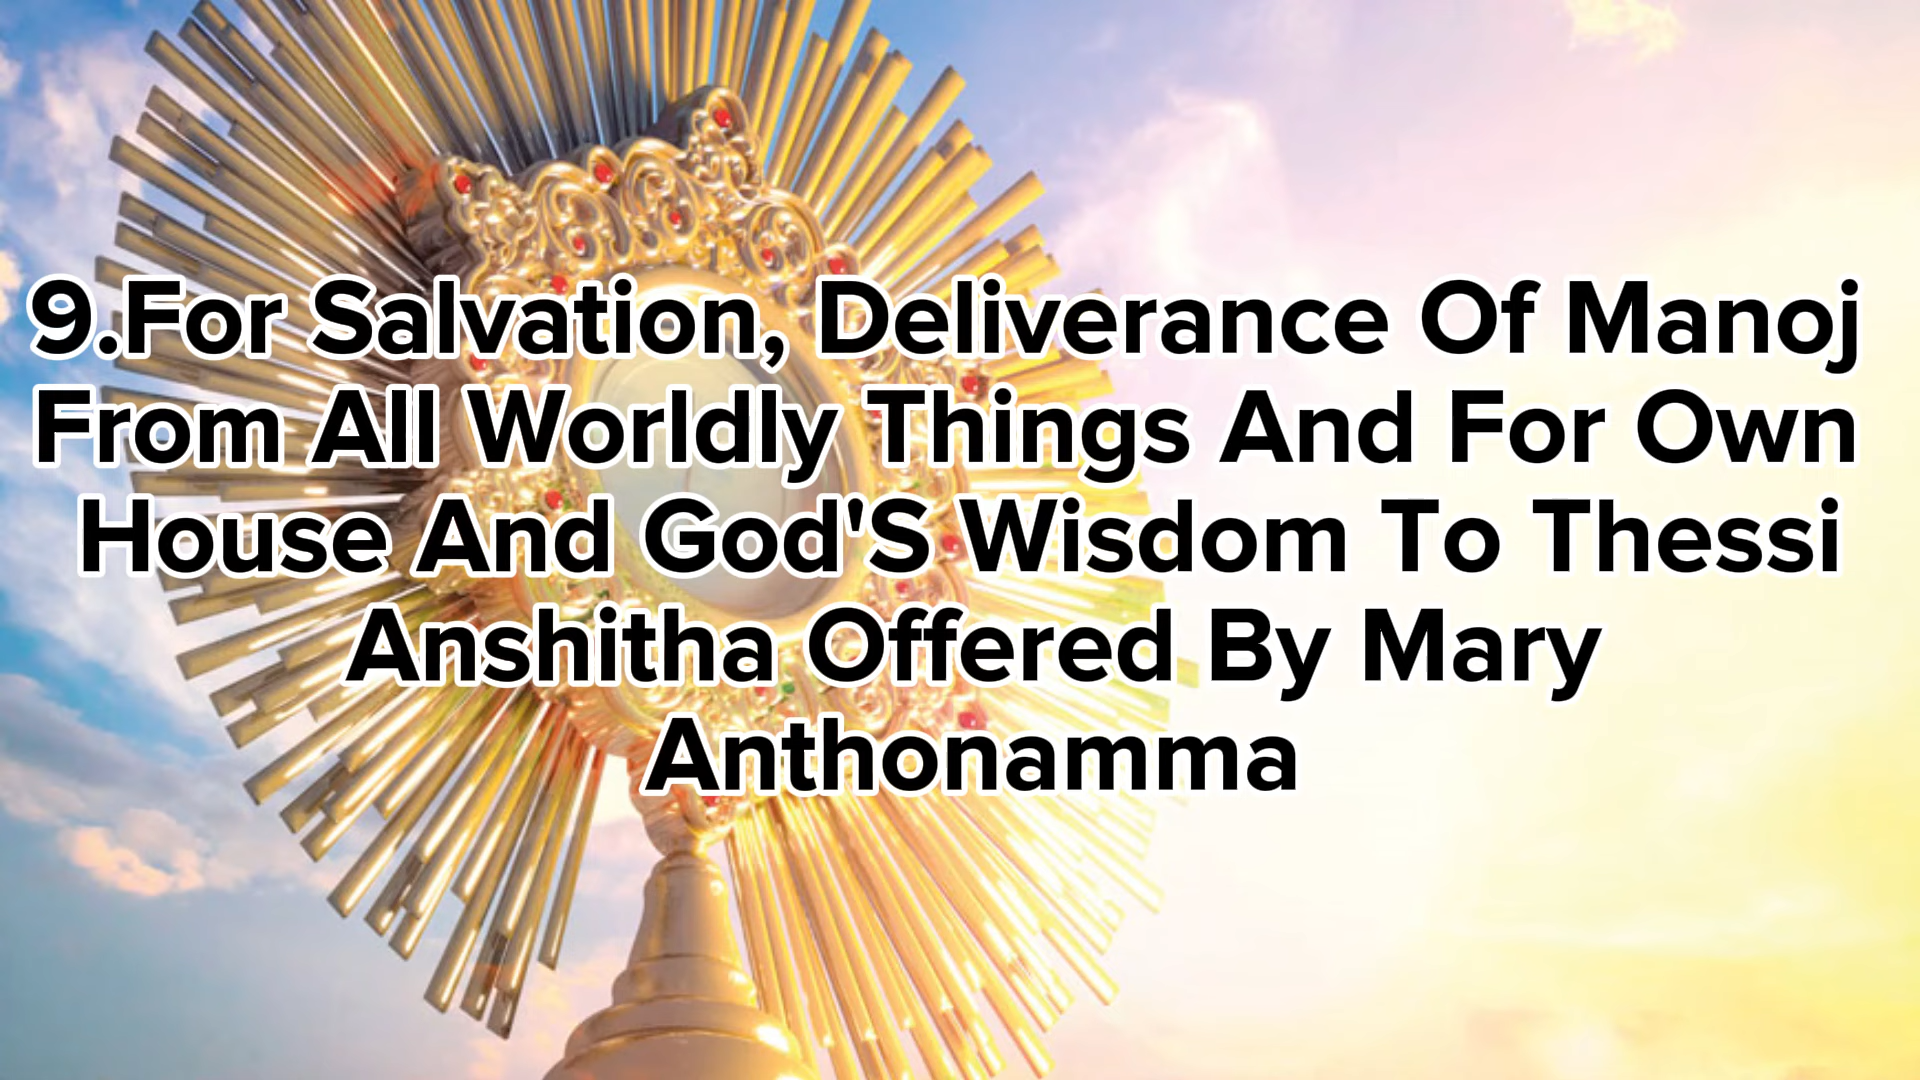 9.For Salvation, Deliverance Of Manoj
From All Worldly Things And For Own
House And God'S Wisdom To Thessi
Anshitha Offered By Mary
Anthonamma